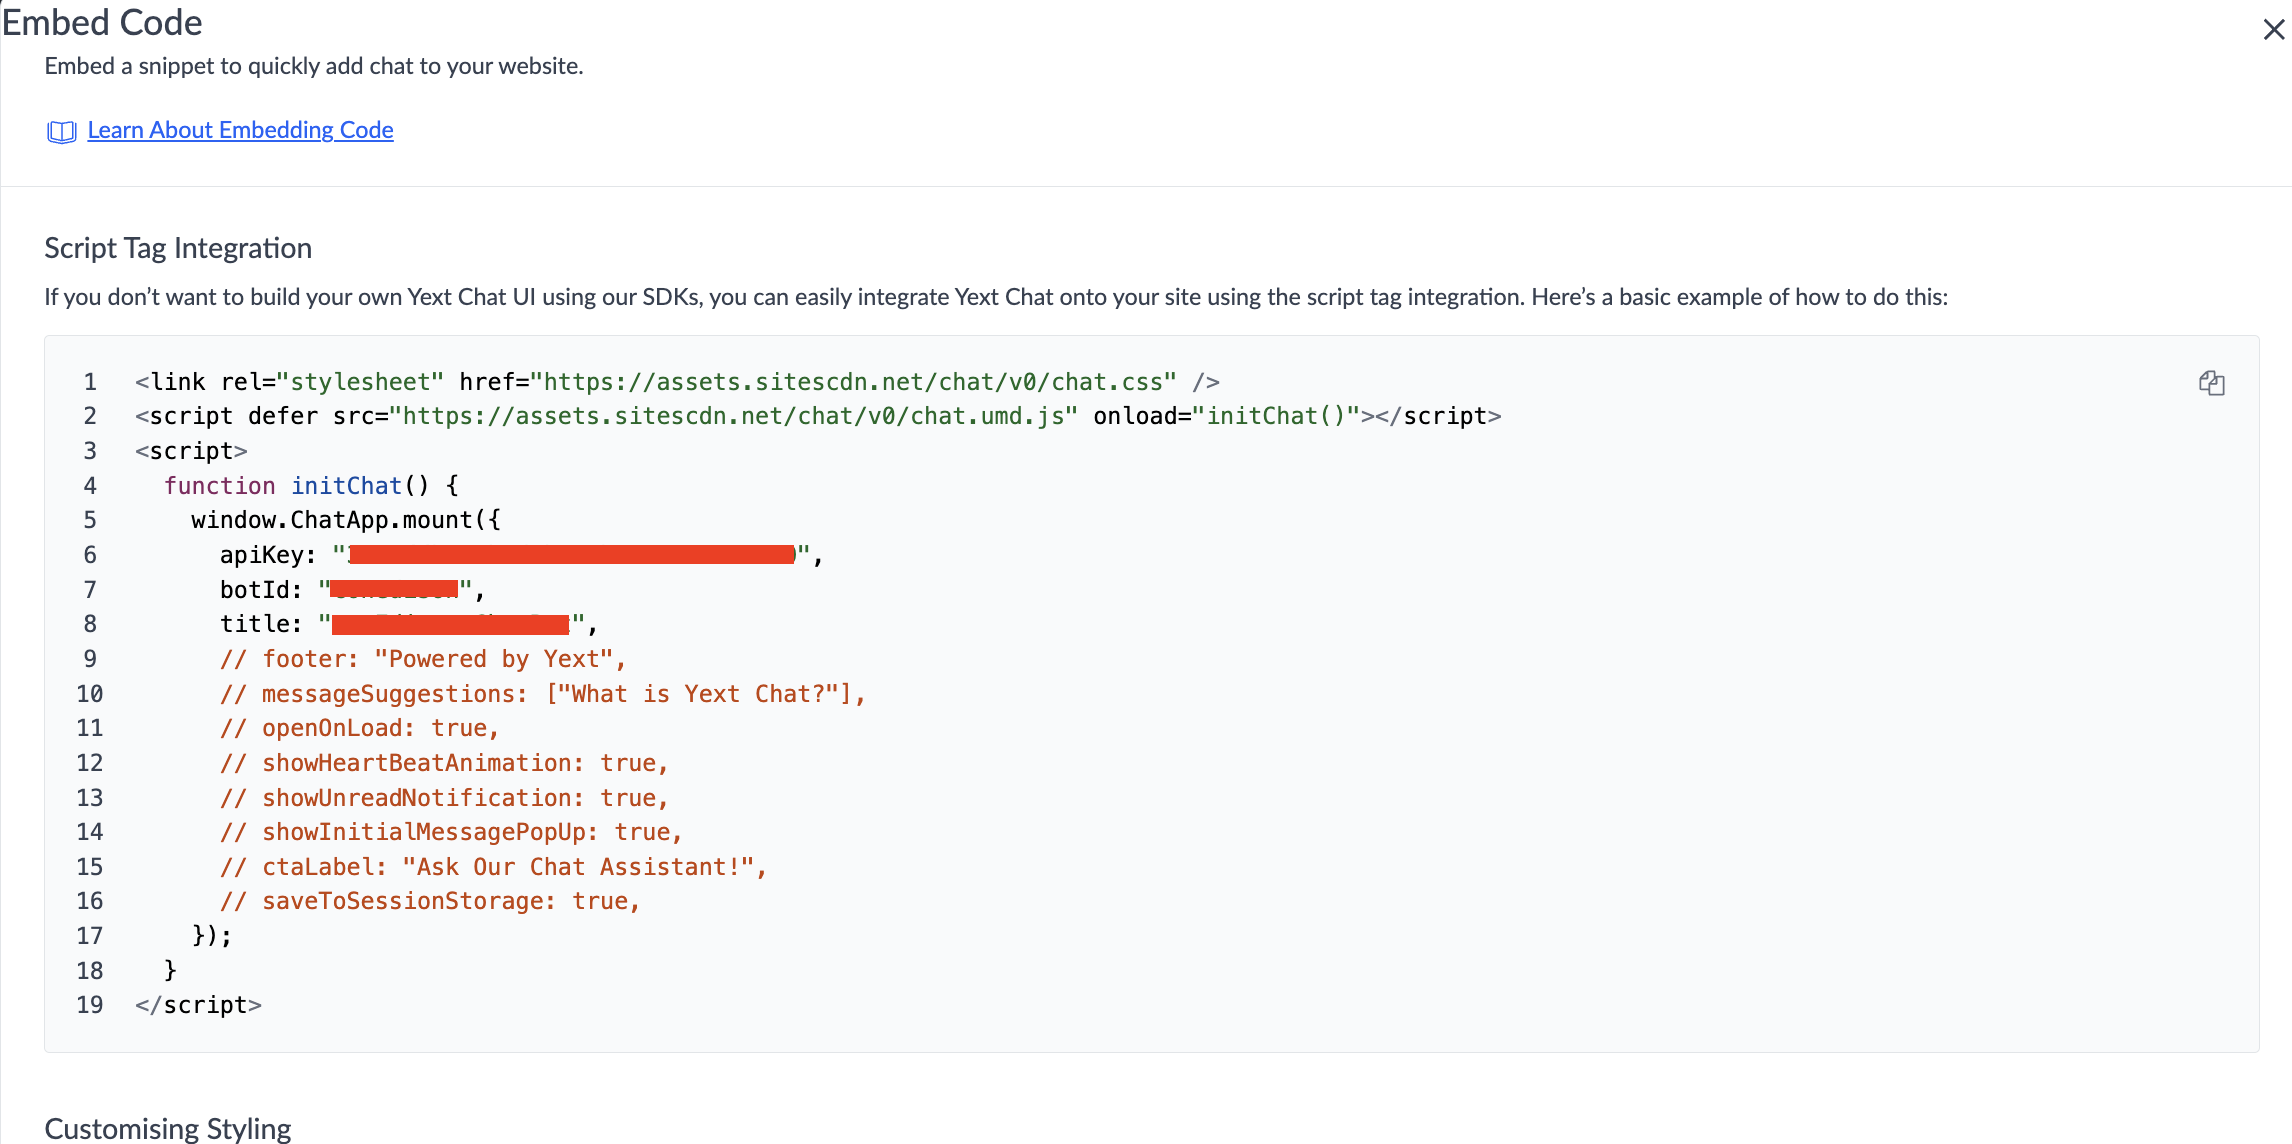 Embed Code
Embed a snippet to quickly add chat to your website.
Learn About Embedding Code
Script Tag Integration
If you don’t want to build your own Yext Chat UI using our SDKs, you can easily integrate Yext Chat onto your site using the script tag integration. Here’s a basic example of how to do this:
1 <link rel="stylesheet" href="https://assets.sitescdn.net/chat/v0/chat.css" />
2 <script defer src="https://assets.sitescdn.net/chat/v0/chat.umd.js" onload="initChat()"></script>
3 <script>
4 function initChat() {
5 window.ChatApp.mount({
6 apiKey: "",
7 botId: "",
8 title: "",
9 // footer: "Powered by Yext",
10 // messageSuggestions: ["What is Yext Chat?"],
11 // openOnLoad: true,
12 // showHeartBeatAnimation: true,
13 // showUnreadNotification: true,
14 // showInitialMessagePopUp: true,
15 // ctaLabel: "Ask Our Chat Assistant!",
16 // saveToSessionStorage: true,
17 });
18 }
19 </script>
Customising Styling